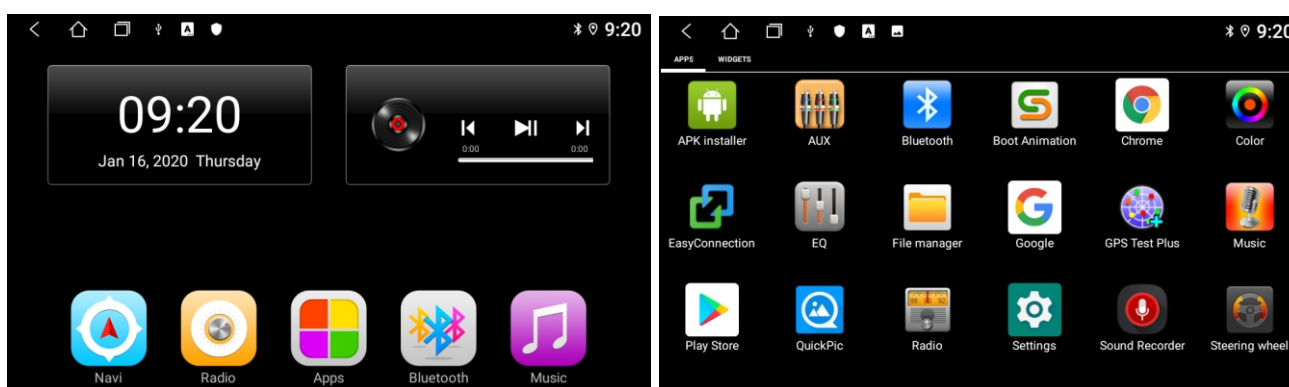 9:20
09:20
Jan 16, 2020 Thursday
0:00 0:00
Navi Radio Apps Bluetooth Music
9:20
APPS WIDGETS
APK installer AUX Bluetooth Boot Animation Chrome Color
EasyConnection EQ File manager Google GPS Test Plus Music
Play Store QuickPic Radio Settings Sound Recorder Steering wheel